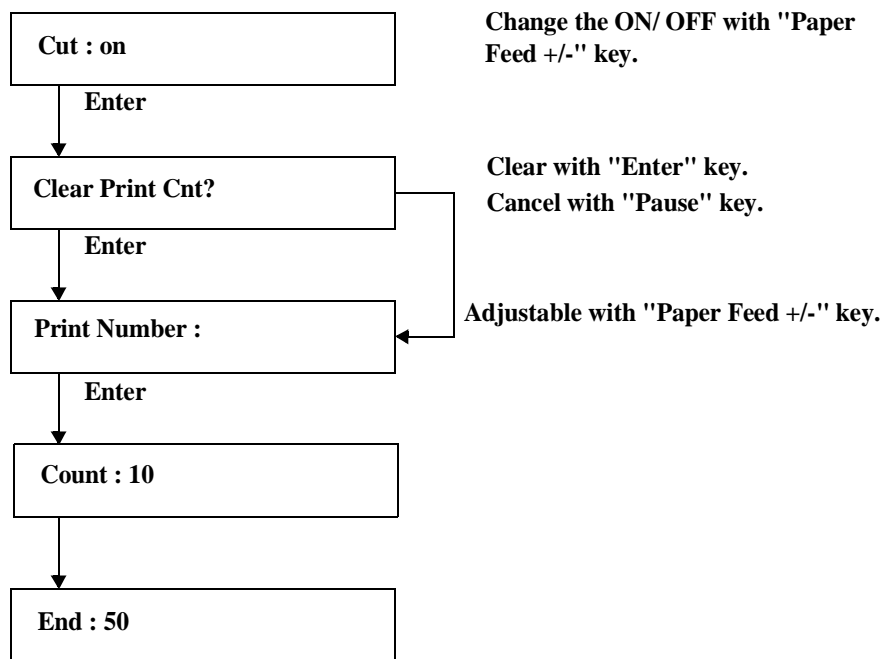 Cut : on
Change the ON/ OFF with "Paper
Feed +/-" key.
Enter
Clear Print Cnt?
Clear with "Enter" key.
Cancel with "Pause" key.
Enter
Print Number :
Adjustable with "Paper Feed +/-" key.
Enter
Count : 10
End : 50